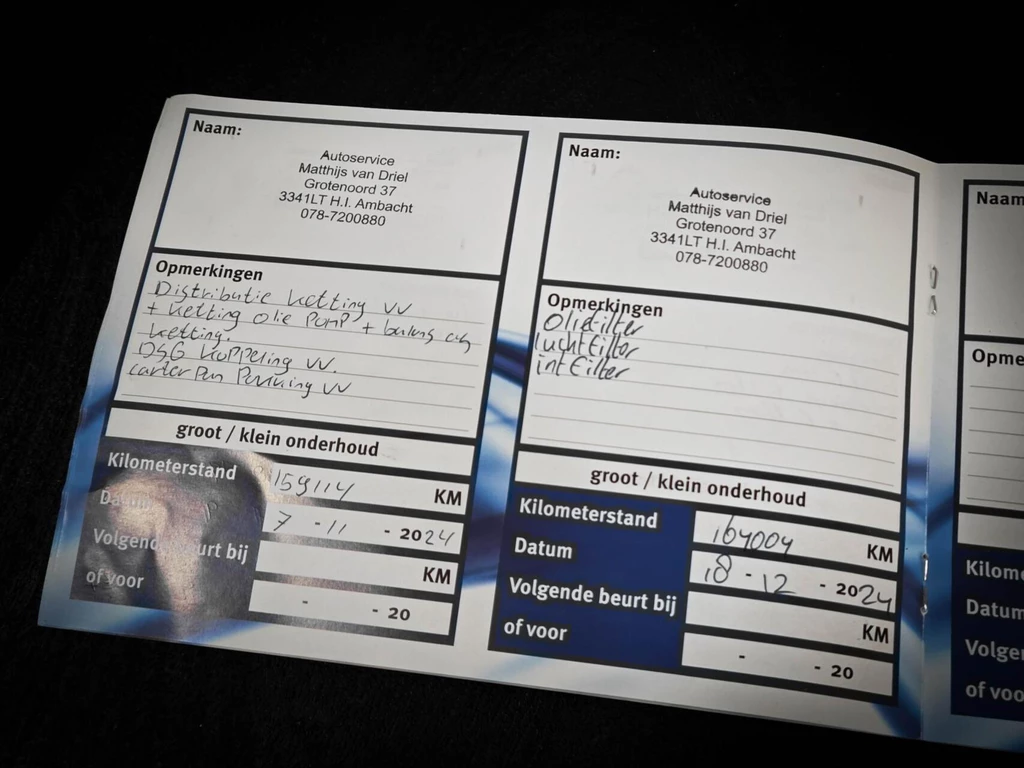 Naam:
Autoservice
Matthijs van Driel
Grotenoord 37
3341LT H.I. Ambacht
078-7200880
Opmerkingen
Distributie ketting VV
+ ketting Olie POMP +
ketting.
DSG KUPPELING VV.
carter Pan Pakking VV
groot / klein onderhoud
Kilometerstand 159114 KM
Datum 7 - 11 - 2024
Volgende beurt bij KM
of voor - - 20
Naam:
Autoservice
Matthijs van Driel
Grotenoord 37
3341LT H.I. Ambacht
078-7200880
Opmerkingen
OlieFilter
luchtFilter
intFilter
groot / klein onderhoud
Kilometerstand 164004 KM
Datum 18 - 12 - 2024
Volgende beurt bij KM
of voor - - 20
Naam
Opme
Kilome
Datum
Volge
of voo